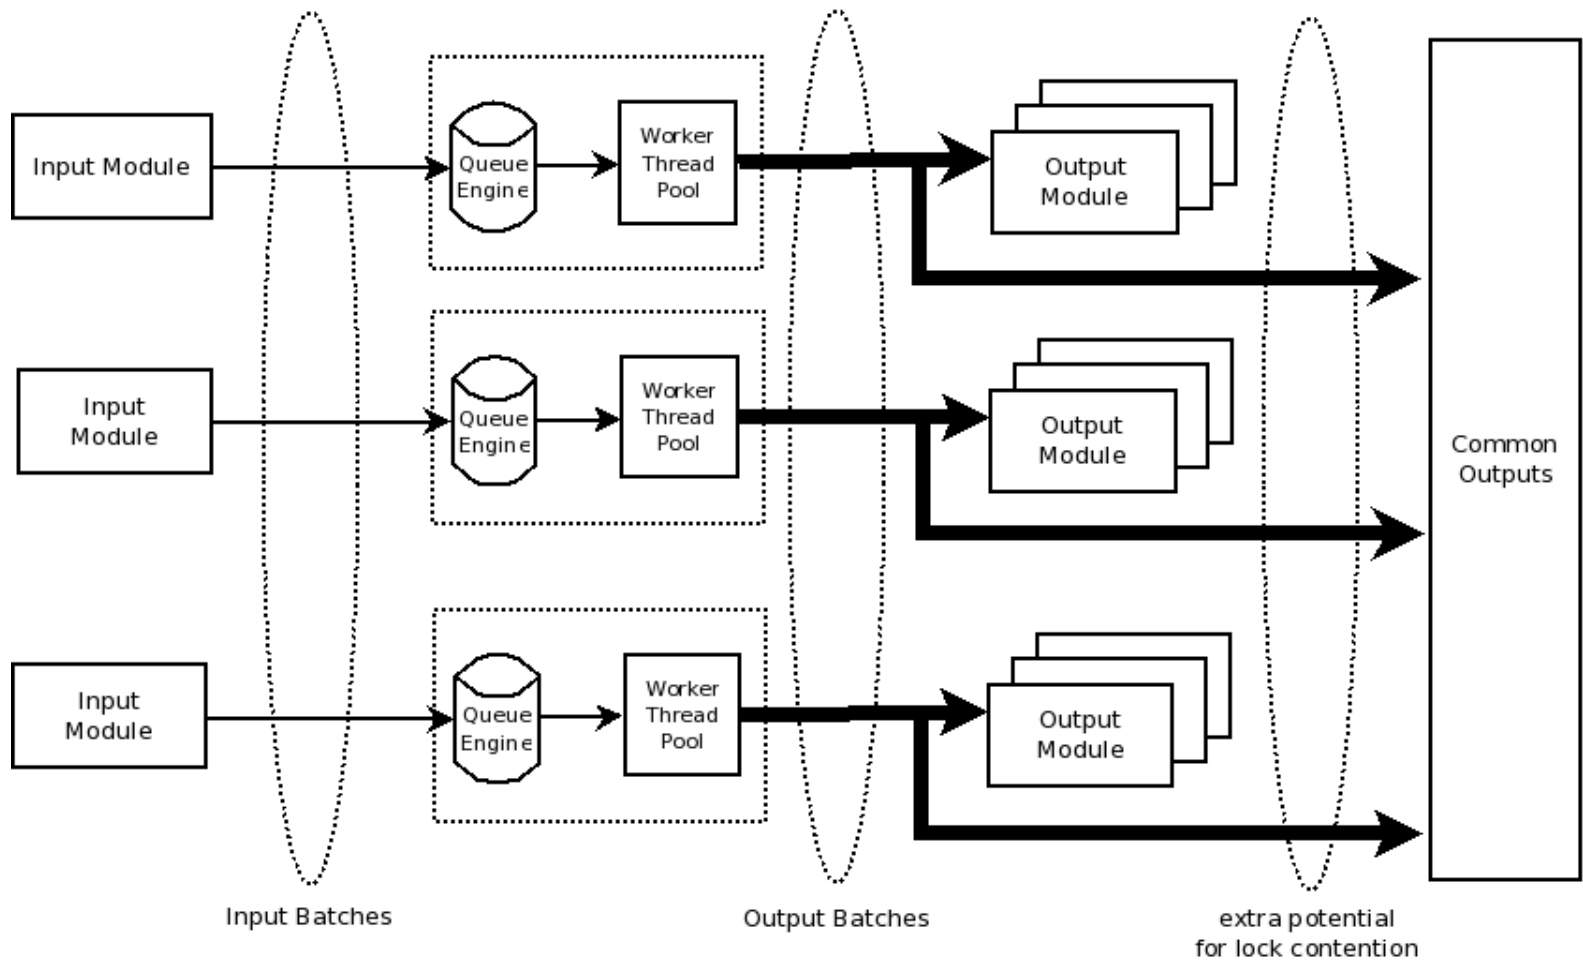 Input Module
Queue
Engine
Worker
Thread
Pool
Output
Module
Input
Module
Queue
Engine
Worker
Thread
Pool
Output
Module
Common
Outputs
Input
Module
Queue
Engine
Worker
Thread
Pool
Output
Module
Input Batches
Output Batches
extra potential
for lock contention